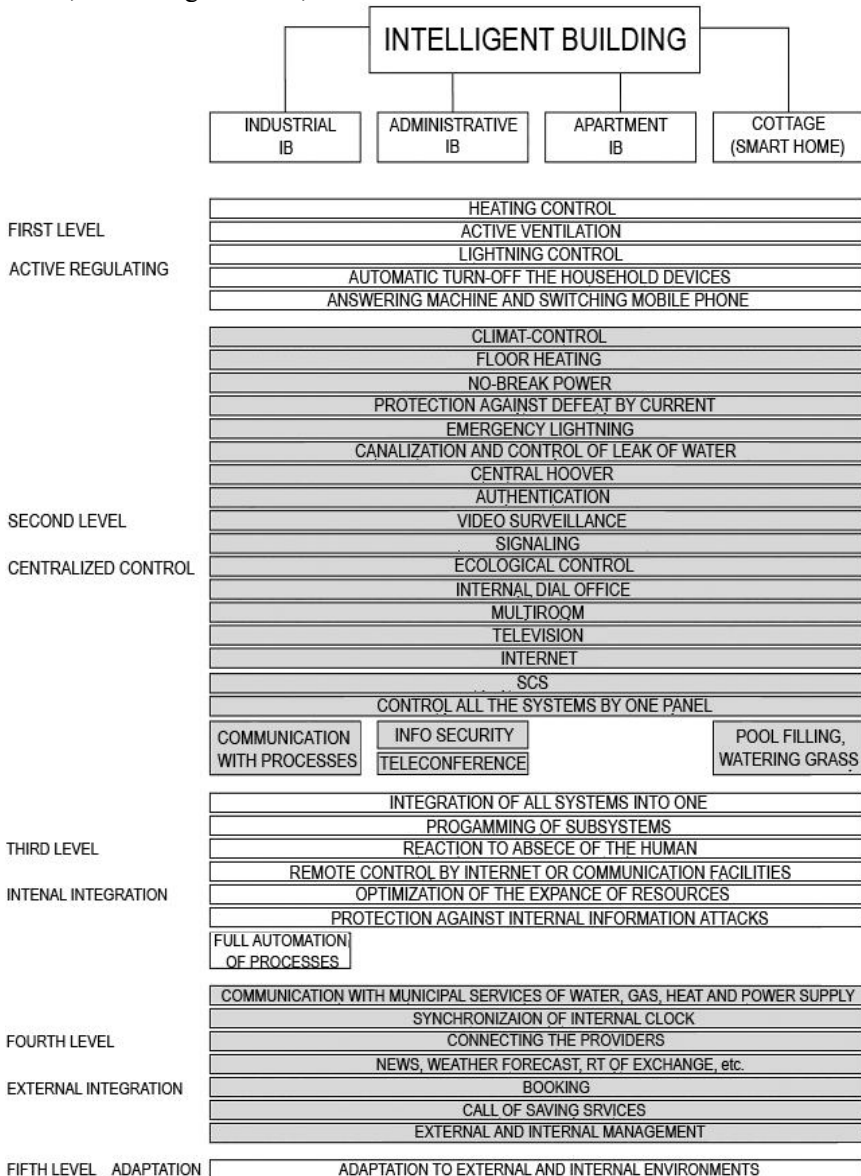 INTELLIGENT BUILDING
INDUSTRIAL
IB
ADMINISTRATIVE
IB
APARTMENT
IB
COTTAGE
(SMART HOME)
FIRST LEVEL
ACTIVE REGULATING
HEATING CONTROL
ACTIVE VENTILATION
LIGHTNING CONTROL
AUTOMATIC TURN-OFF THE HOUSEHOLD DEVICES
ANSWERING MACHINE AND SWITCHING MOBILE PHONE
SECOND LEVEL
CENTRALIZED CONTROL
CLIMAT-CONTROL
FLOOR HEATING
NO-BREAK POWER
PROTECTION AGAINST DEFEAT BY CURRENT
EMERGENCY LIGHTNING
CANALIZATION AND CONTROL OF LEAK OF WATER
CENTRAL HOOVER
AUTHENTICATION
VIDEO SURVEILLANCE
SIGNALING
ECOLOGICAL CONTROL
INTERNAL DIAL OFFICE
MULTIROOM
TELEVISION
INTERNET
SCS
CONTROL ALL THE SYSTEMS BY ONE PANEL
COMMUNICATION
WITH PROCESSES
INFO SECURITY
TELECONFERENCE
POOL FILLING,
WATERING GRASS
THIRD LEVEL
INTENAL INTEGRATION
INTEGRATION OF ALL SYSTEMS INTO ONE
PROGAMMING OF SUBSYSTEMS
REACTION TO ABSECE OF THE HUMAN
REMOTE CONTROL BY INTERNET OR COMMUNICATION FACILITIES
OPTIMIZATION OF THE EXPANCE OF RESOURCES
PROTECTION AGAINST INTERNAL INFORMATION ATTACKS
FULL AUTOMATION
OF PROCESSES
FOURTH LEVEL
EXTERNAL INTEGRATION
COMMUNICATION WITH MUNICIPAL SERVICES OF WATER, GAS, HEAT AND POWER SUPPLY
SYNCHRONIZAION OF INTERNAL CLOCK
CONNECTING THE PROVIDERS
NEWS, WEATHER FORECAST, RT OF EXCHANGE, etc.
BOOKING
CALL OF SAVING SRVICES
EXTERNAL AND INTERNAL MANAGEMENT
FIFTH LEVEL ADAPTATION
ADAPTATION TO EXTERNAL AND INTERNAL ENVIRONMENTS